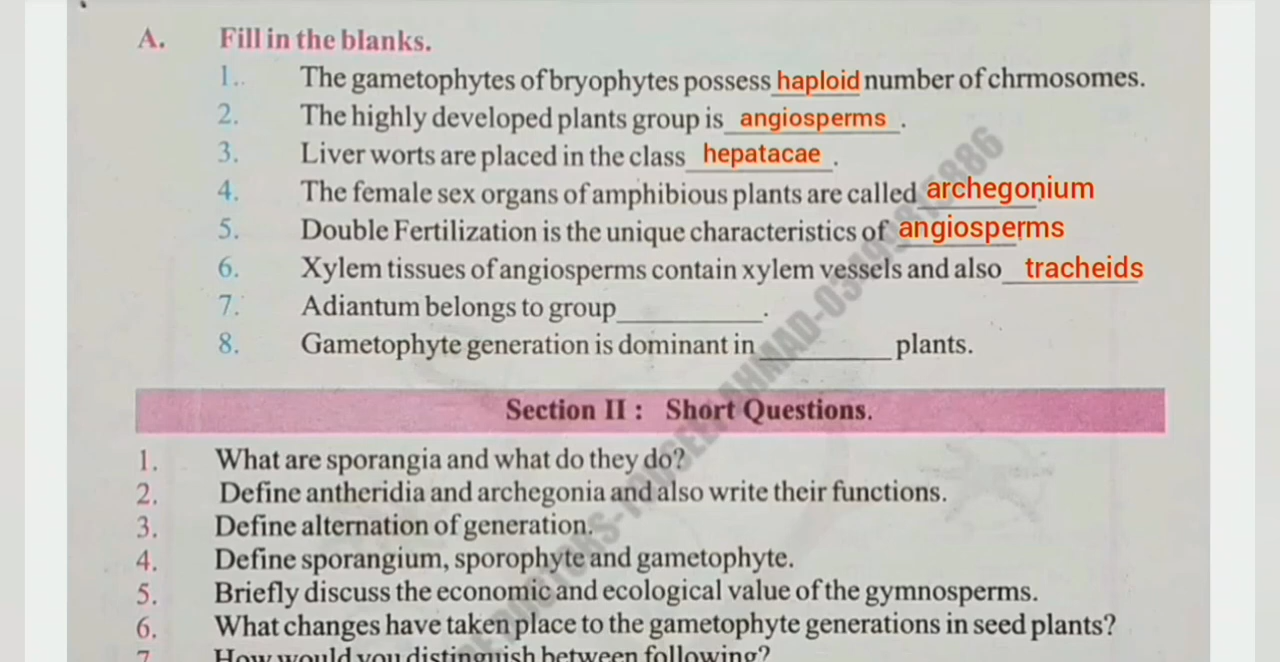 A. Fill in the blanks.
1. The gametophytes of bryophytes possess haploid number of chrmosomes.
2. The highly developed plants group is angiosperms.
3. Liver worts are placed in the class hepatacae.
4. The female sex organs of amphibious plants are called archegonium.
5. Double Fertilization is the unique characteristics of angiosperms.
6. Xylem tissues of angiosperms contain xylem vessels and also tracheids
7. Adiantum belongs to group__________.
8. Gametophyte generation is dominant in_________ plants.
Section II : Short Questions.
1. What are sporangia and what do they do?
2. Define antheridia and archegonia and also write their functions.
3. Define alternation of generation.
4. Define sporangium, sporophyte and gametophyte.
5. Briefly discuss the economic and ecological value of the gymnosperms.
6. What changes have taken place to the gametophyte generations in seed plants?
7. How would you distinguish between following?